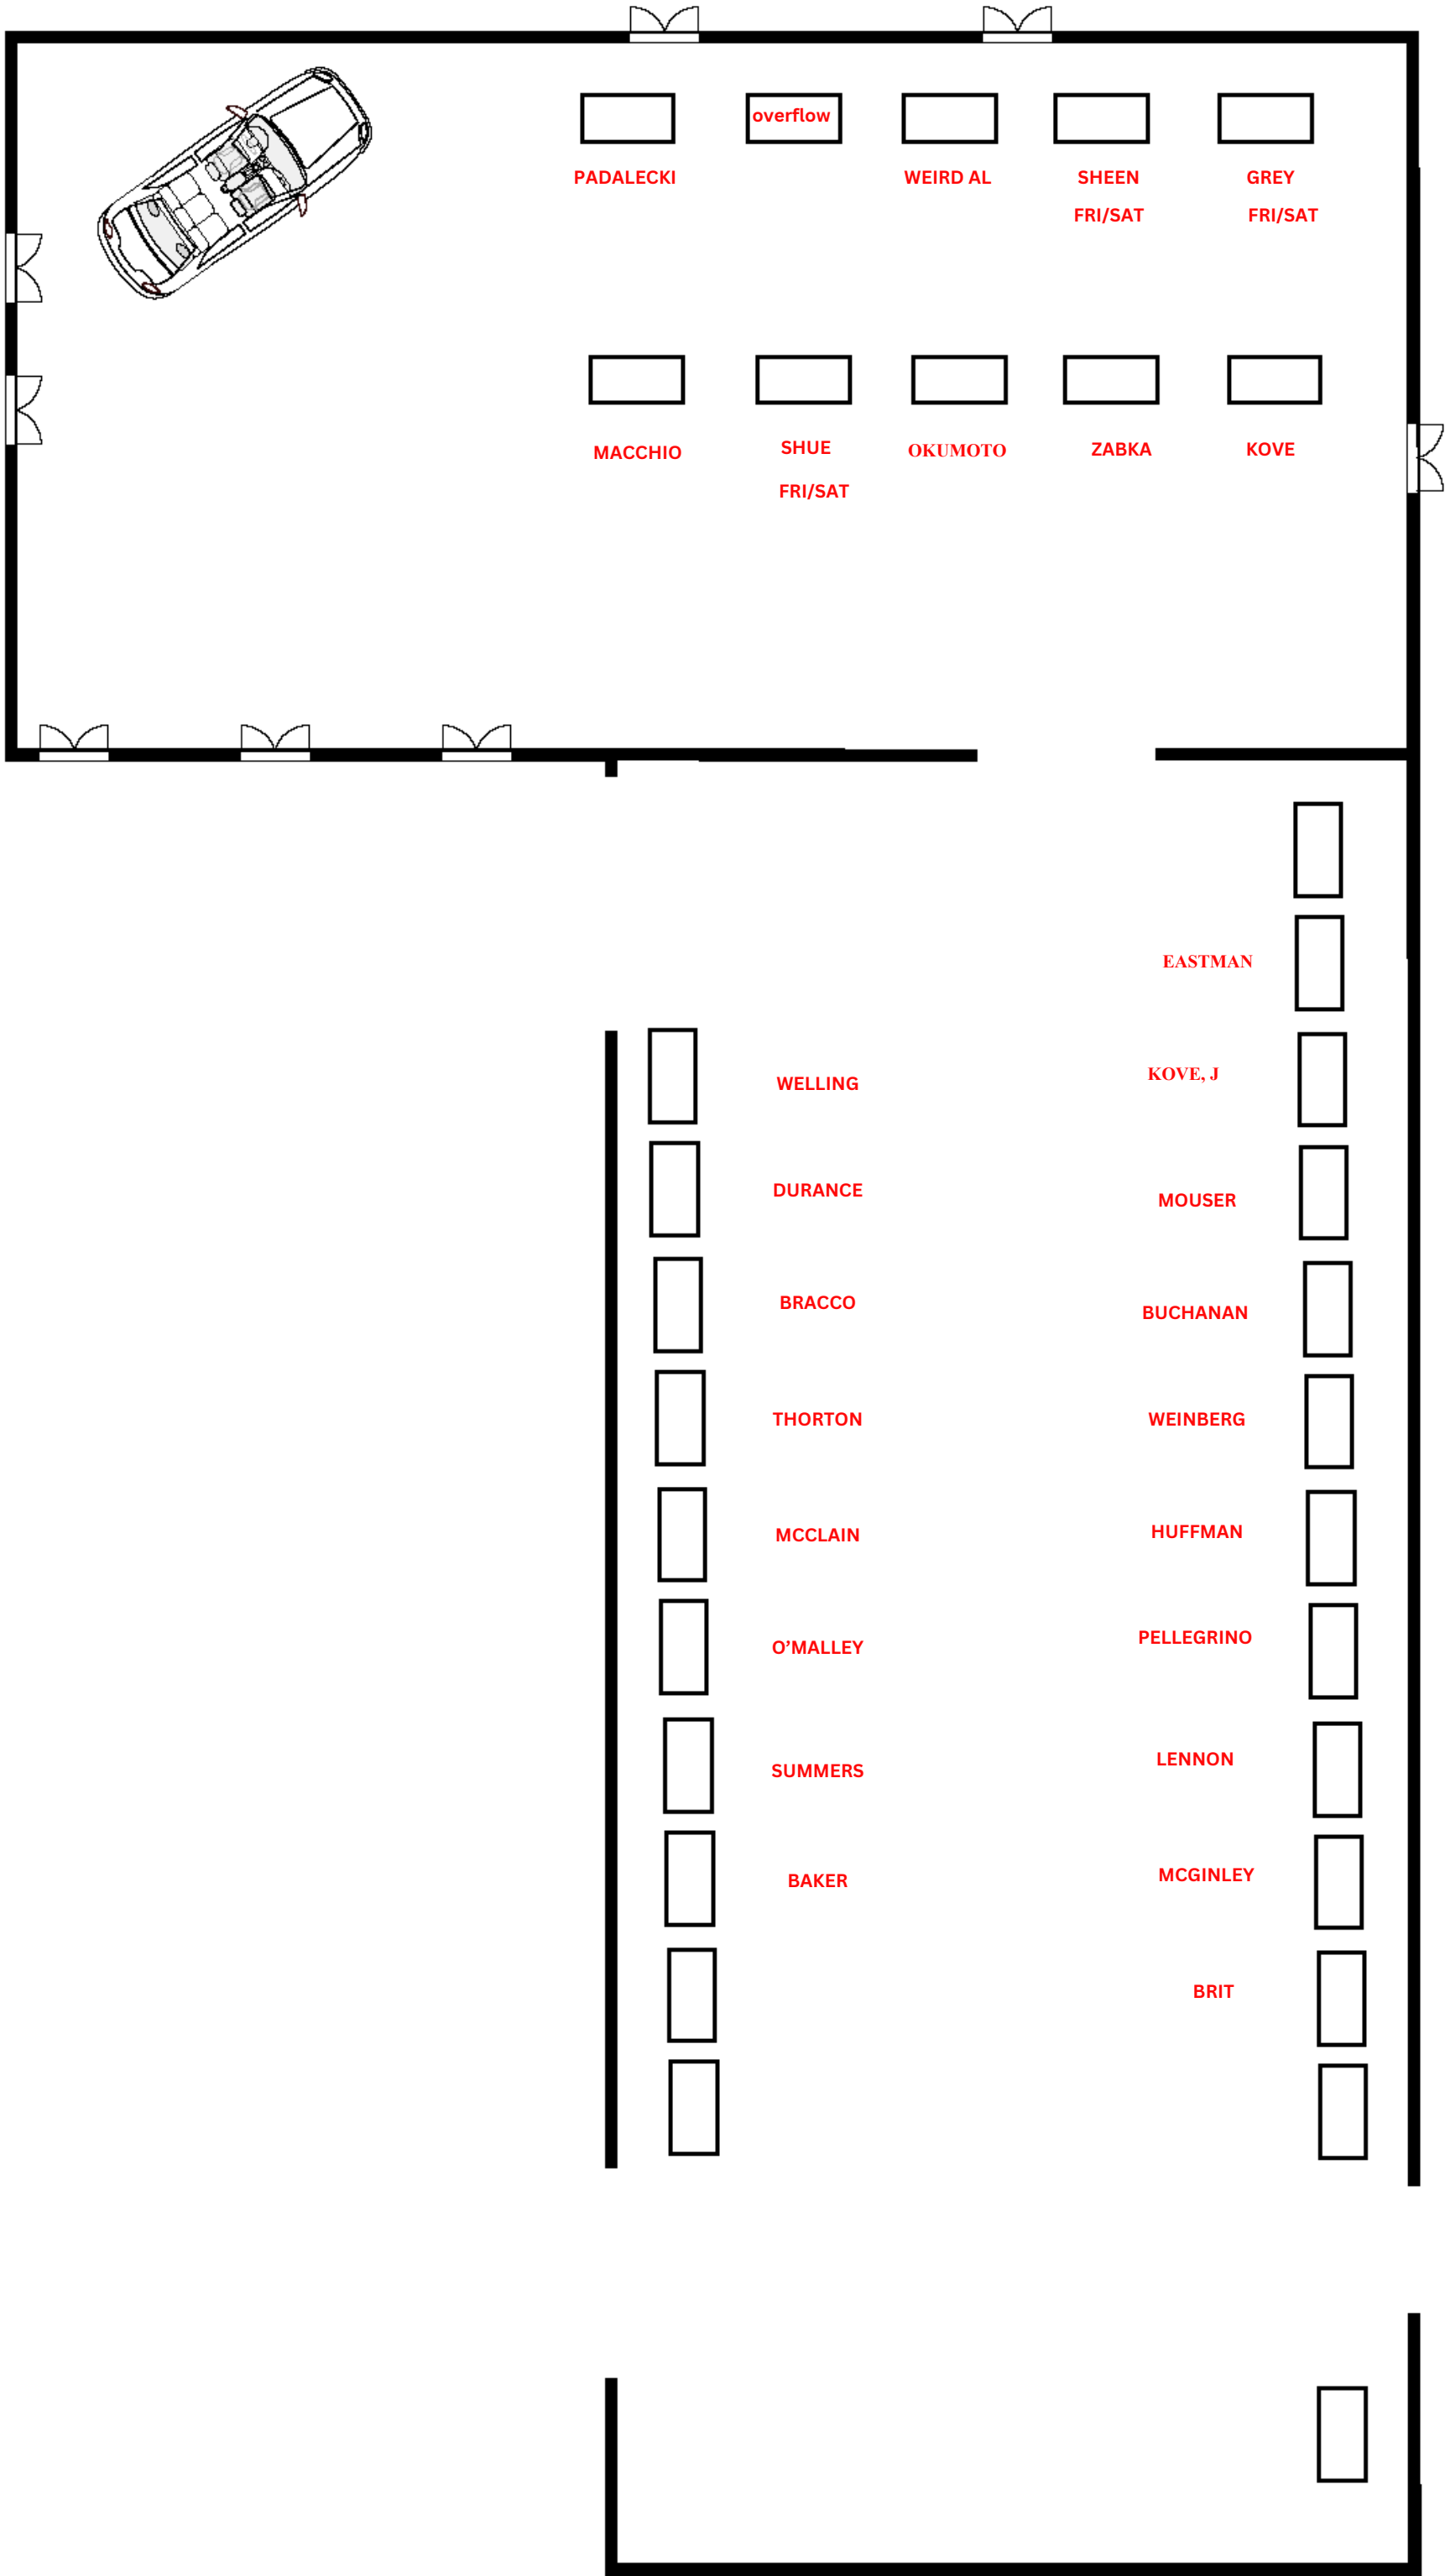 overflow
PADALECKI
WEIRD AL
SHEEN
GREY
FRI/SAT
FRI/SAT
MACCHIO
SHUE
OKUMOTO
ZABKA
KOVE
FRI/SAT
EASTMAN
WELLING
KOVE, J
DURANCE
MOUSER
BRACCO
BUCHANAN
THORTON
WEINBERG
MCCLAIN
HUFFMAN
O’MALLEY
PELLEGRINO
SUMMERS
LENNON
BAKER
MCGINLEY
BRIT